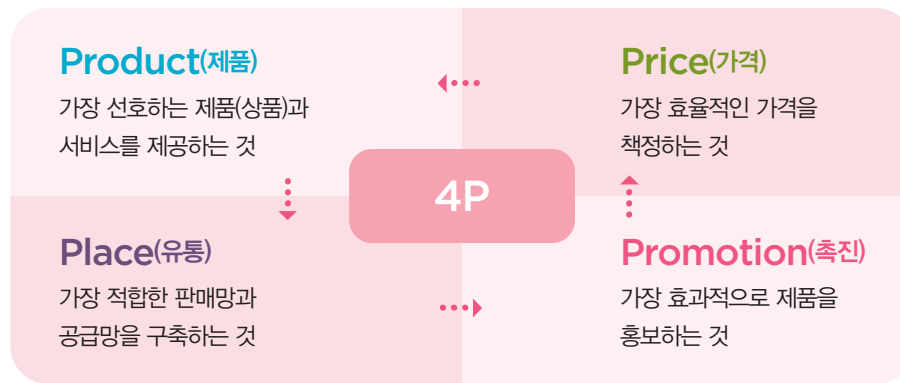 Product(제품)
가장 선호하는 제품(상품)과
서비스를 제공하는 것
Price(가격)
가장 효율적인 가격을
책정하는 것
4P
Place(유통)
가장 적합한 판매망과
공급망을 구축하는 것
Promotion(촉진)
가장 효과적으로 제품을
홍보하는 것